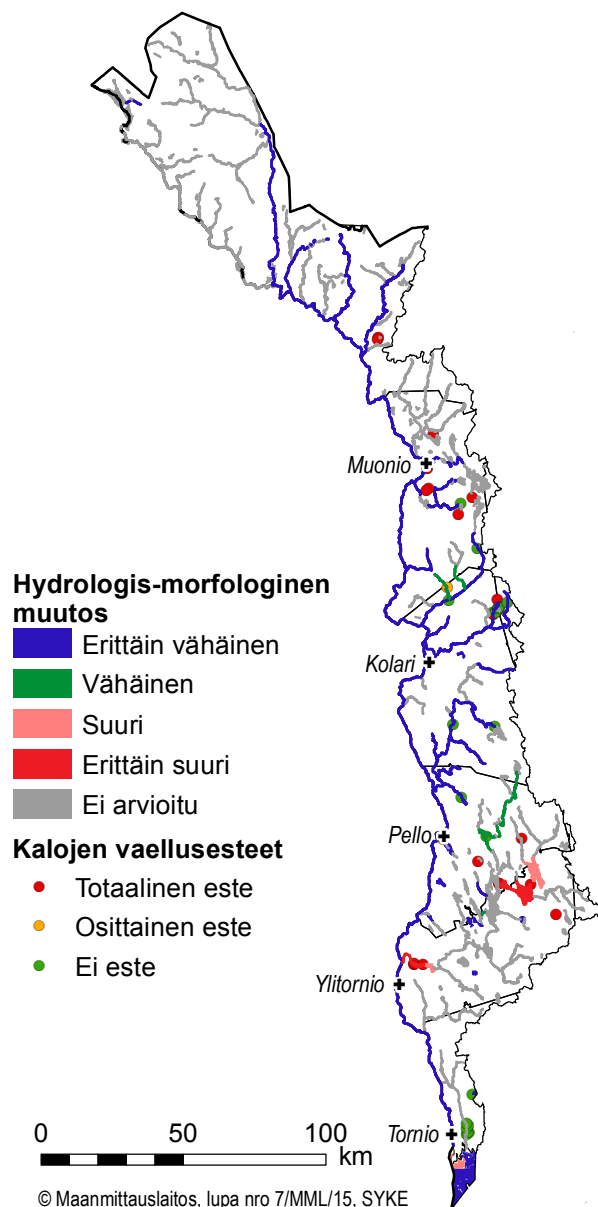 Muonio
Hydrologis-morfologinen
muutos
Erittäin vähäinen
Vähäinen
Suuri
Erittäin suuri
Ei arvioitu
Kalojen vaellusesteet
Totaalinen este
Osittainen este
Ei este
Kolari
Pello
Ylitornio
Tornio
0 50 100
km
© Maanmittauslaitos, lupa nro 7/MML/15, SYKE